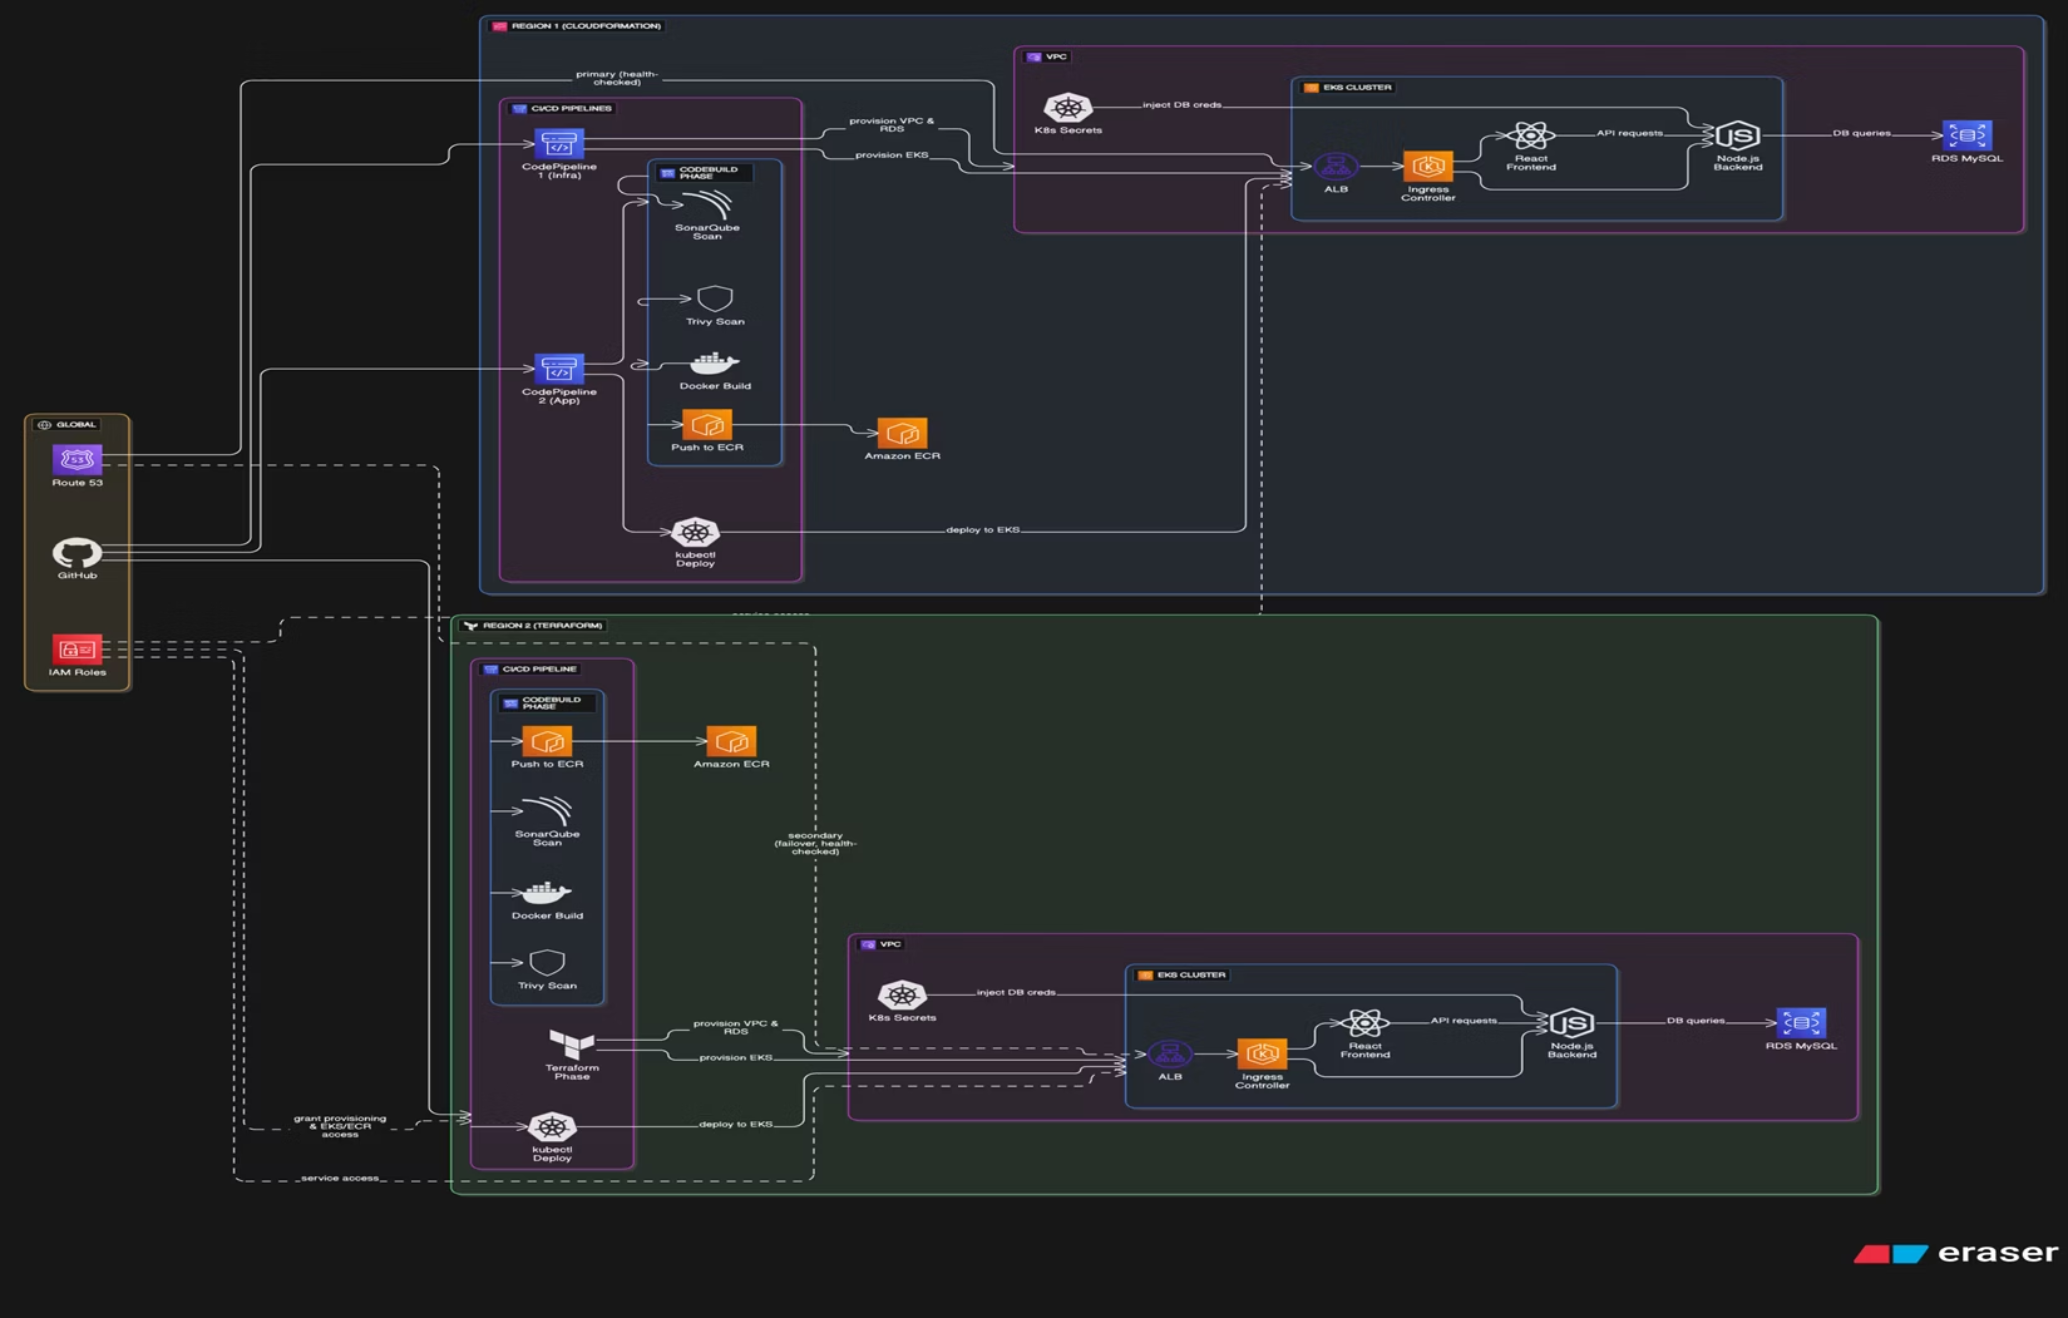 REGION 1 (CLOUDFORMATION)
VPC
primary (health-
checked)
EKS CLUSTER
CI/CD PIPELINES
K8s Secrets
inject DB creds
provision VPC &
RDS
provision EKS
CodePipeline
1 (Infra)
CODEBUILD
PHASE
SonarQube
Scan
ALB
Ingress
Controller
React
Frontend
API requests
Node.js
Backend
DB queries
RDS MySQL
Trivy Scan
Docker Build
CodePipeline
2 (App)
Push to ECR
Amazon ECR
kubectl
Deploy
deploy to EKS
GLOBAL
53
Route 53
GitHub
IAM Roles
REGION 2 (TERRAFORM)
CI/CD PIPELINE
CODEBUILD
PHASE
Push to ECR
Amazon ECR
SonarQube
Scan
Docker Build
Trivy Scan
secondary
(failover, health-
checked)
Terraform
Phase
provision VPC &
RDS
provision EKS
kubectl
Deploy
deploy to EKS
grant provisioning
& EKS/ECR
access
service access
VPC
EKS CLUSTER
K8s Secrets
inject DB creds
ALB
Ingress
Controller
React
Frontend
API requests
JS
Node.js
Backend
DB queries
RDS MySQL
eraser